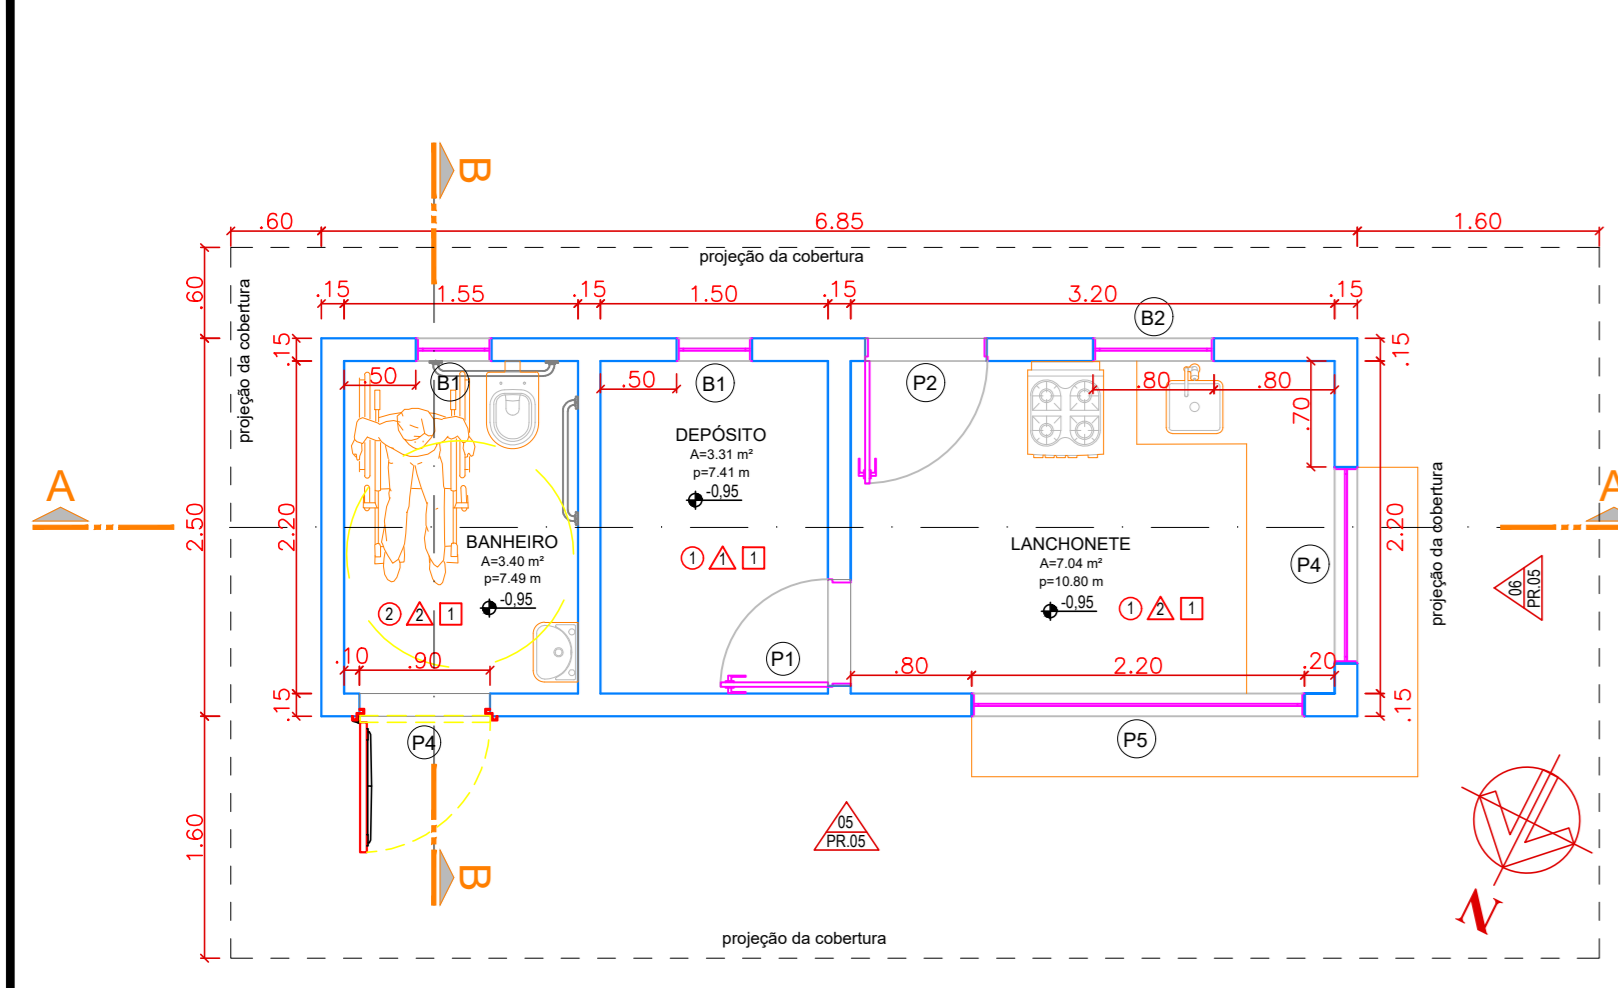 B
.60
6.85
1.60
projeção da cobertura
.60
.15
1.55
.15
1.50
.15
3.20
.15
B2
projeção da cobertura
.15
.15
.50
B1
.50
B1
P2
.80
.80
.70
DEPÓSITO
A=3.31 m²
p=7.41 m
-0,95
A
A
2.50
2.20
2.20
projeção da cobertura
BANHEIRO
A=3.40 m²
p=7.49 m
-0,95
1
1
1
LANCHONETE
A=7.04 m²
p=10.80 m
-0,95
P4
06
PR.05
2
2
1
1
2
1
.10
.90
P1
.80
2.20
.20
.15
.15
P4
P5
1.60
05
PR.05
B
N
projeção da cobertura